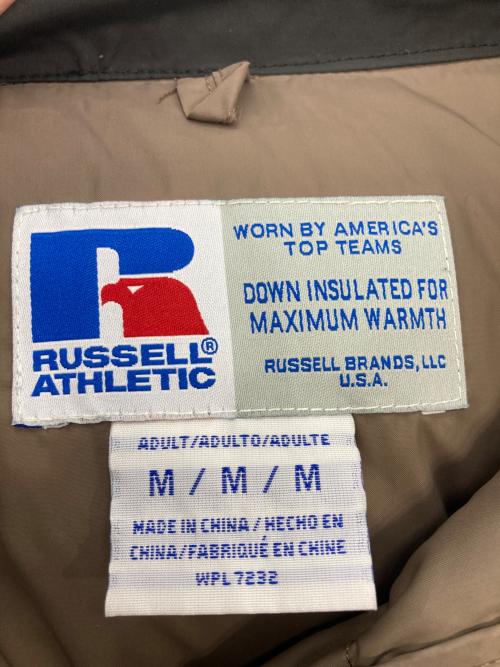 WORN BY AMERICA'S
TOP TEAMS
DOWN INSULATED FOR
MAXIMUM WARMTH
RUSSELL BRANDS, LLC
U.S.A.
R
RUSSELL®
ATHLETIC
ADULT/ADULTO/ADULTE
M / M / M
MADE IN CHINA / HECHO EN
CHINA/FABRIQUÉ EN CHINE
WPL 7232